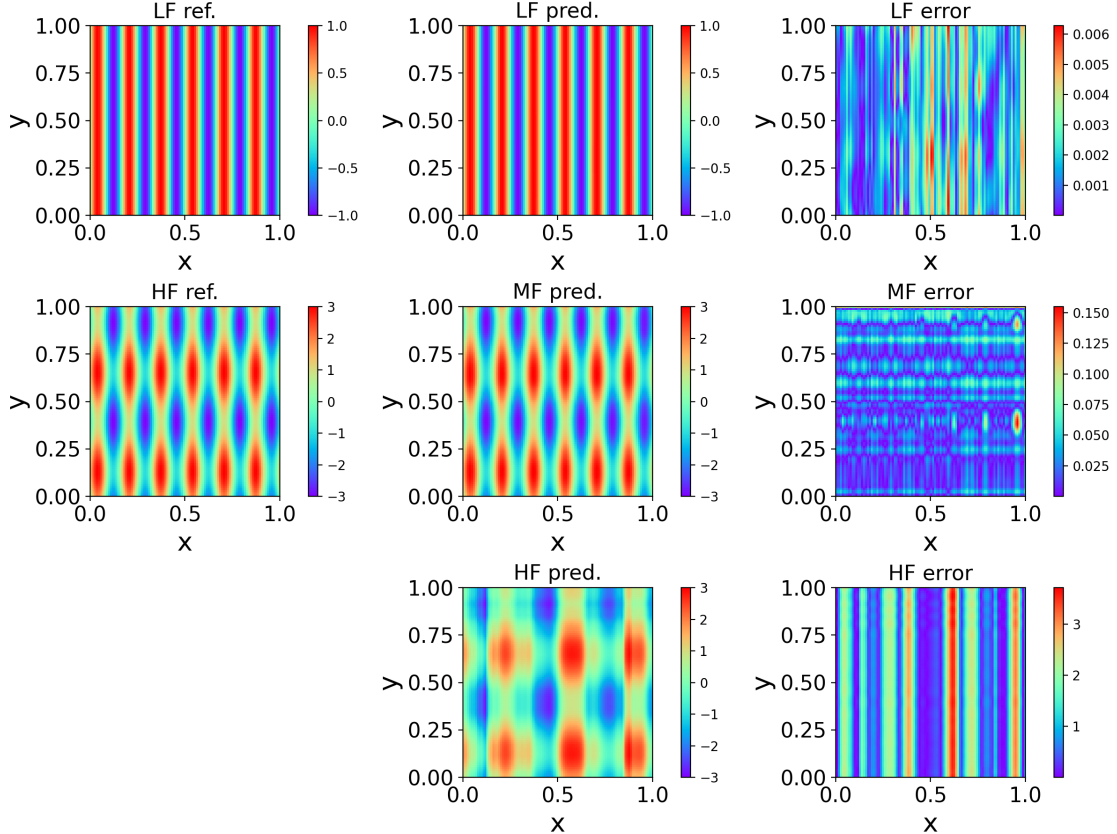 LF ref.
1.00
0.75
0.50
0.25
0.00
y
0.0 0.5 1.0
x
1.0
0.5
0.0
−0.5
−1.0
LF pred.
1.00
0.75
0.50
0.25
0.00
y
0.0 0.5 1.0
x
1.0
0.5
0.0
−0.5
−1.0
LF error
1.00
0.75
0.50
0.25
0.00
y
0.0 0.5 1.0
x
0.006
0.005
0.004
0.003
0.002
0.001
HF ref.
1.00
0.75
0.50
0.25
0.00
y
0.0 0.5 1.0
x
3
2
1
0
−1
−2
−3
MF pred.
1.00
0.75
0.50
0.25
0.00
y
0.0 0.5 1.0
x
3
2
1
0
−1
−2
−3
MF error
1.00
0.75
0.50
0.25
0.00
y
0.0 0.5 1.0
x
0.150
0.125
0.100
0.075
0.050
0.025
HF pred.
1.00
0.75
0.50
0.25
0.00
y
0.0 0.5 1.0
x
3
2
1
0
−1
−2
−3
HF error
1.00
0.75
0.50
0.25
0.00
y
0.0 0.5 1.0
x
3
2
1